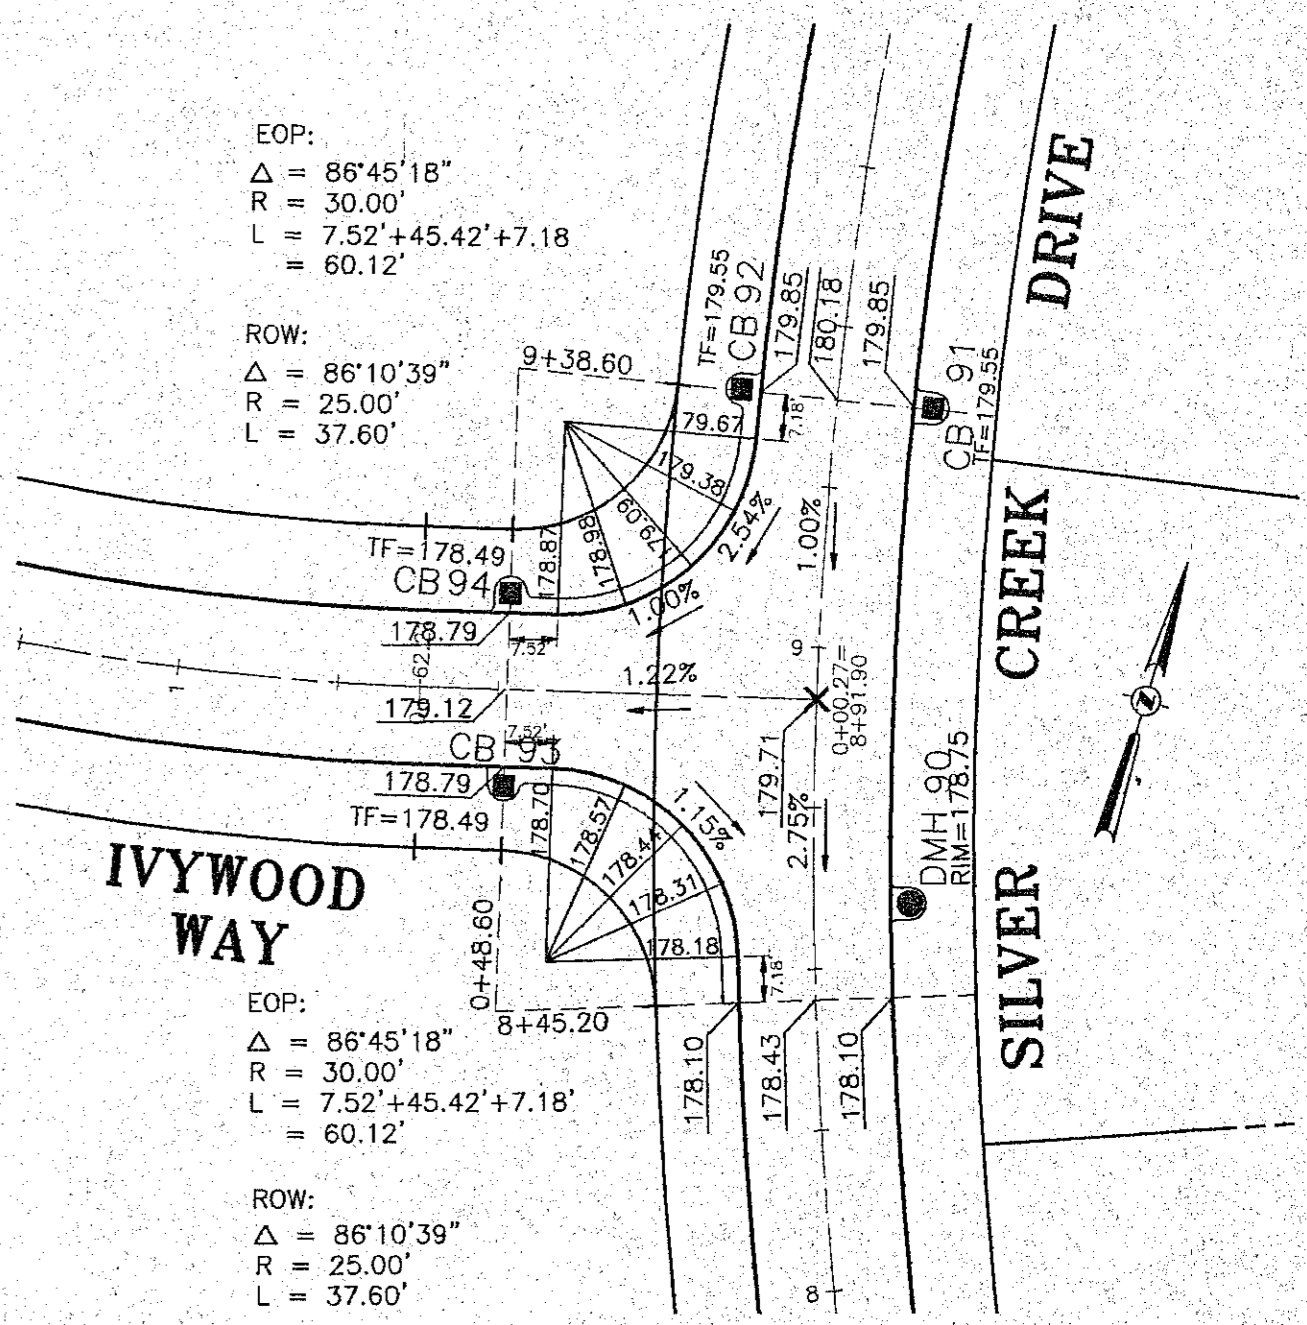 EOP:
Δ = 86°45'18"
R = 30.00'
L = 7.52'+45.42'+7.18
= 60.12'
ROW:
Δ = 86°10'39"
R = 25.00'
L = 37.60'
9+38.60
TF=179.55
CB 92
179.85
180.18
179.85
CB 91
TF=179.55
DRIVE
79.67
7.18'
179.38
179.09
178.98
178.87
2.54%
1.00%
1.00%
TF=178.49
CB 94
178.79
7.52'
1.22%
179.12
9
0+00.27=
8+91.90
179.71
CREEK
Z
7.52'
CB 93
178.79
TF=178.49
178.70
178.57
178.44
178.31
178.18
1.15%
2.75%
7.18'
DMH 90
RIM=178.75
1
IVYWOOD
WAY
0+48.60
8+45.20
178.10
178.43
178.10
SILVER
8
EOP:
Δ = 86°45'18"
R = 30.00'
L = 7.52'+45.42'+7.18'
= 60.12'
ROW:
Δ = 86°10'39"
R = 25.00'
L = 37.60'